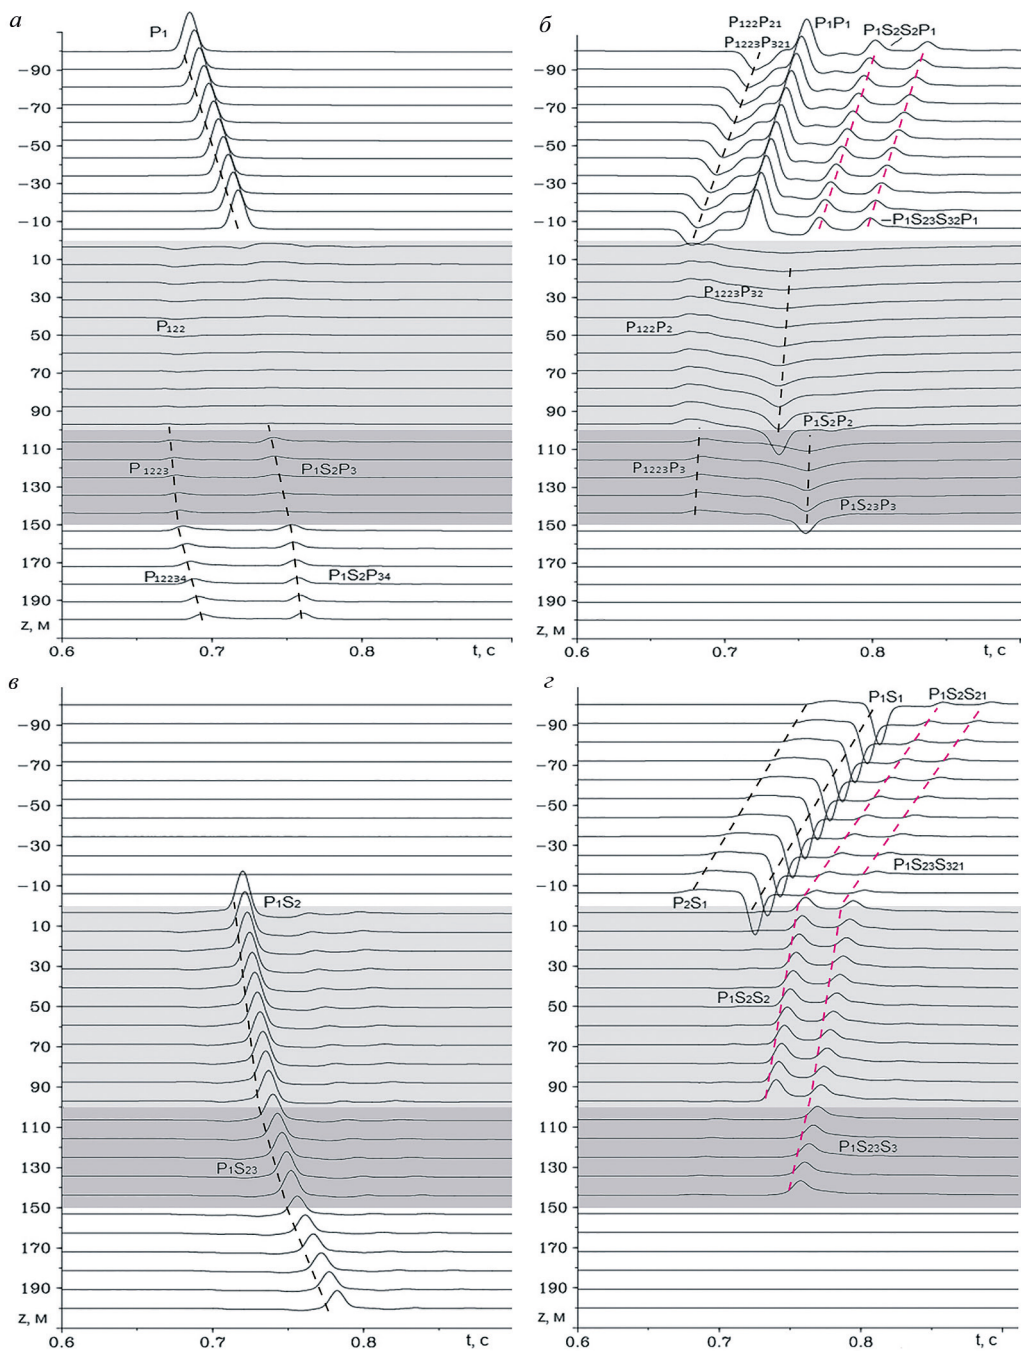 а
P₁
−90
−70
−50
−30
−10
10
30
50
70
90
110
130
150
170
190
z, м
P₁₂₂
P₁₂₂₃
P₁S₂P₃
P₁₂₂₃₄
P₁S₂P₃₄
0.6
0.7
0.8
t, с
б
P₁₂₂P₂₁
P₁P₁
P₁S₂S₂P₁
P₁₂₂₃P₃₂₁
−90
−70
−50
−30
−10
10
30
50
70
90
110
130
150
170
190
z, м
P₁S₂₃S₃₂P₁
P₁₂₂₃P₃₂
P₁₂₂P₂
P₁S₂P₂
P₁₂₂₃P₃
P₁S₂₃P₃
0.6
0.7
0.8
t, с
в
−90
−70
−50
−30
−10
10
30
50
70
90
110
130
150
170
190
z, м
P₁S₂
P₁S₂₃
0.6
0.7
0.8
t, с
г
P₁S₁
P₁S₂S₂₁
−90
−70
−50
−30
−10
10
30
50
70
90
110
130
150
170
190
z, м
P₁S₂₃S₃₂₁
P₂S₁
P₁S₂S₂
P₁S₂₃S₃
0.6
0.7
0.8
t, с